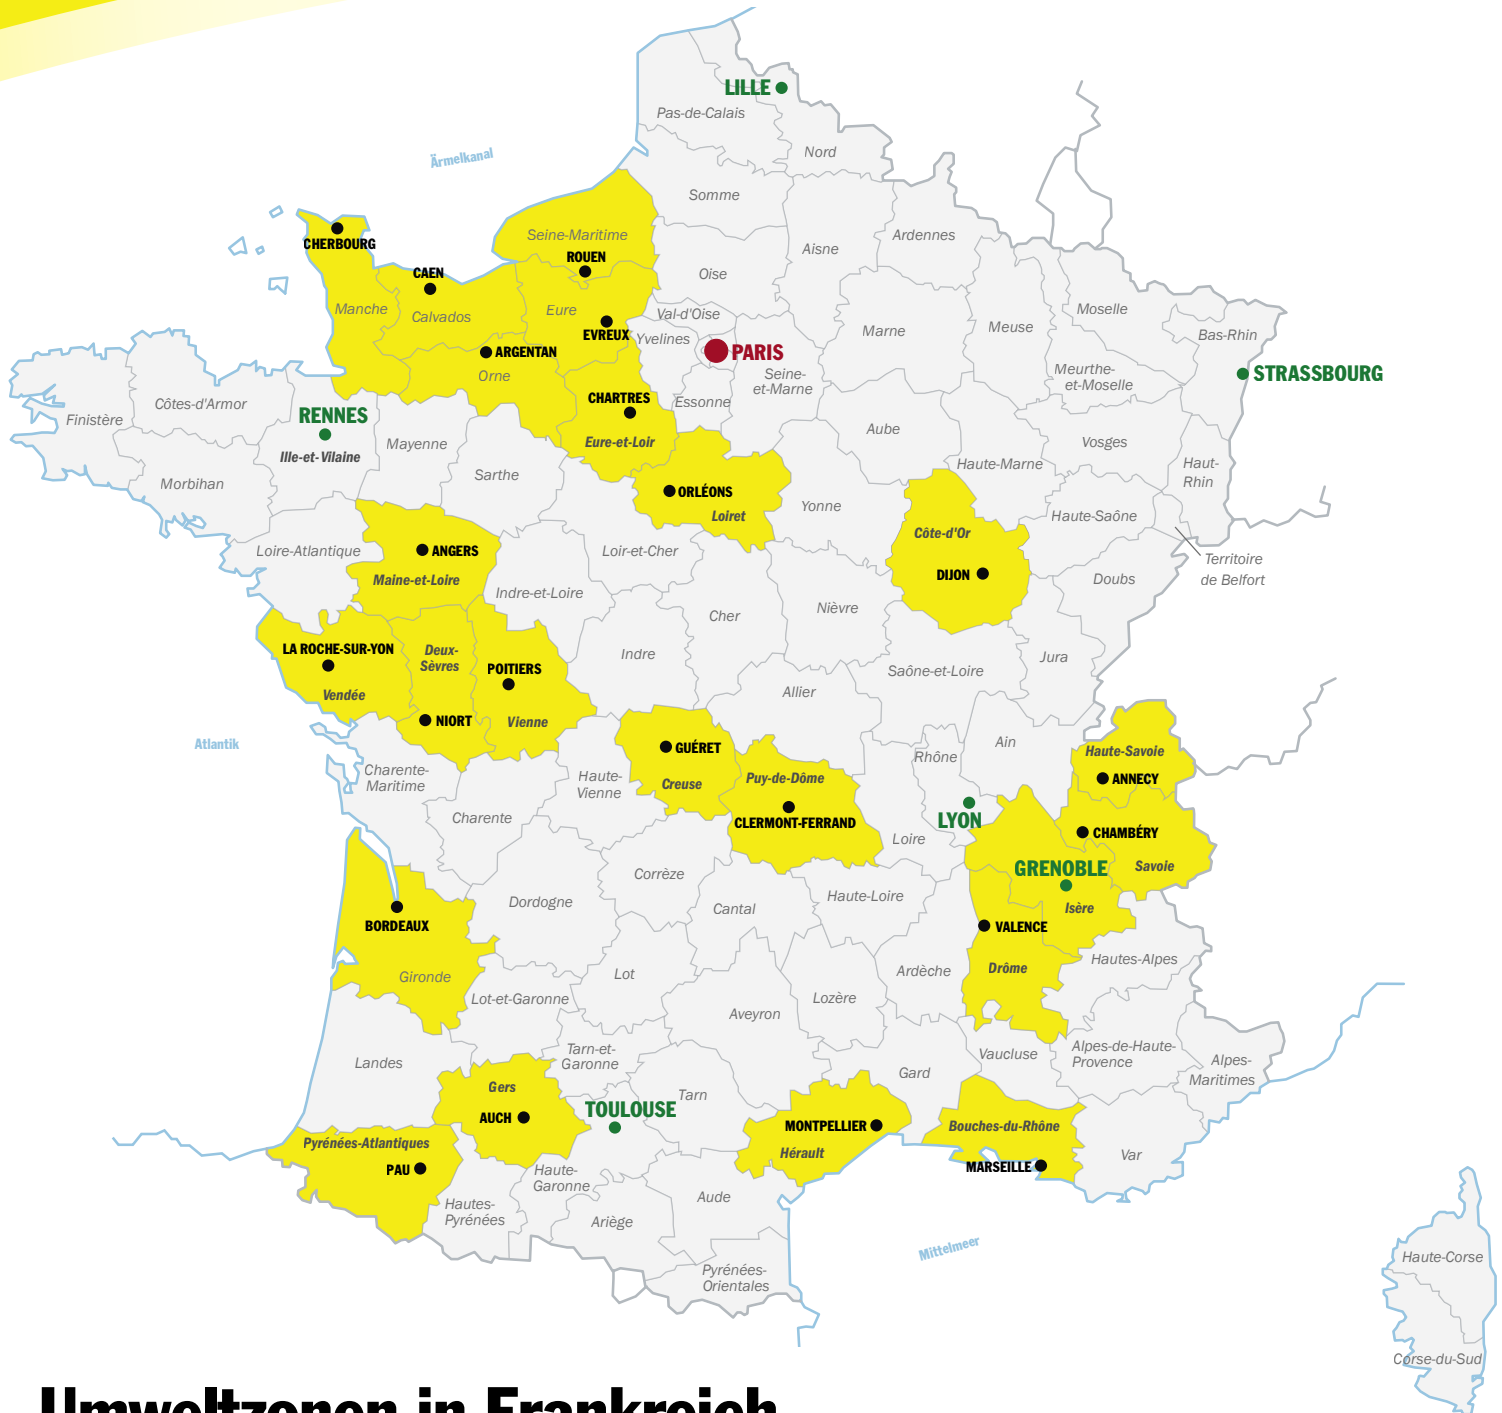 LILLE
Pas-de-Calais
Nord
Ärmelkanal
Somme
CHERBOURG
Seine-Maritime
ROUEN
Aisne
Ardennes
CAEN
Oise
Manche
Calvados
Eure
EVREUX
Val-d'Oise
Yvelines
Marne
Meuse
Moselle
Bas-Rhin
ARGENTAN
Orne
PARIS
Seine-
et-Marne
Meurthe-
et-Moselle
STRASSBOURG
CHARTRES
Essonne
Finistère
Côtes-d'Armor
RENNES
Ille-et-Vilaine
Mayenne
Eure-et-Loir
Aube
Vosges
Haute-Marne
Haut-
Rhin
Morbihan
Sarthe
ORLÉONS
Loiret
Yonne
Haute-Saône
Côte-d'Or
Loire-Atlantique
ANGERS
Maine-et-Loire
Loir-et-Cher
Territoire
de Belfort
DIJON
Doubs
Indre-et-Loire
Cher
Nièvre
LA ROCHE-SUR-YON
Deux-
Sèvres
POITIERS
Indre
Jura
Saône-et-Loire
Vendée
NIORT
Vienne
Allier
Atlantik
GUÉRET
Ain
Haute-Savoie
Rhône
ANNECY
Charente-
Maritime
Haute-
Vienne
Creuse
Puy-de-Dôme
CLERMONT-FERRAND
LYON
CHAMBÉRY
Charente
Loire
Savoie
GRENOBLE
Corrèze
Isère
Dordogne
Cantal
Haute-Loire
BORDEAUX
VALENCE
Gironde
Lot
Ardèche
Drôme
Hautes-Alpes
Lot-et-Garonne
Lozère
Aveyron
Landes
Tarn-et-
Garonne
Vaucluse
Alpes-de-Haute-
Provence
Alpes-
Maritimes
Gard
Gers
AUCH
TOULOUSE
Tarn
MONTPELLIER
Hérault
Bouches-du-Rhône
MARSEILLE
Var
Pyrénées-Atlantiques
PAU
Haute-
Garonne
Hautes-
Pyrénées
Ariège
Aude
Pyrénées-
Orientales
Mittelmeer
Haute-Corse
Corse-du-Sud
Umweltzonen in Frankreich